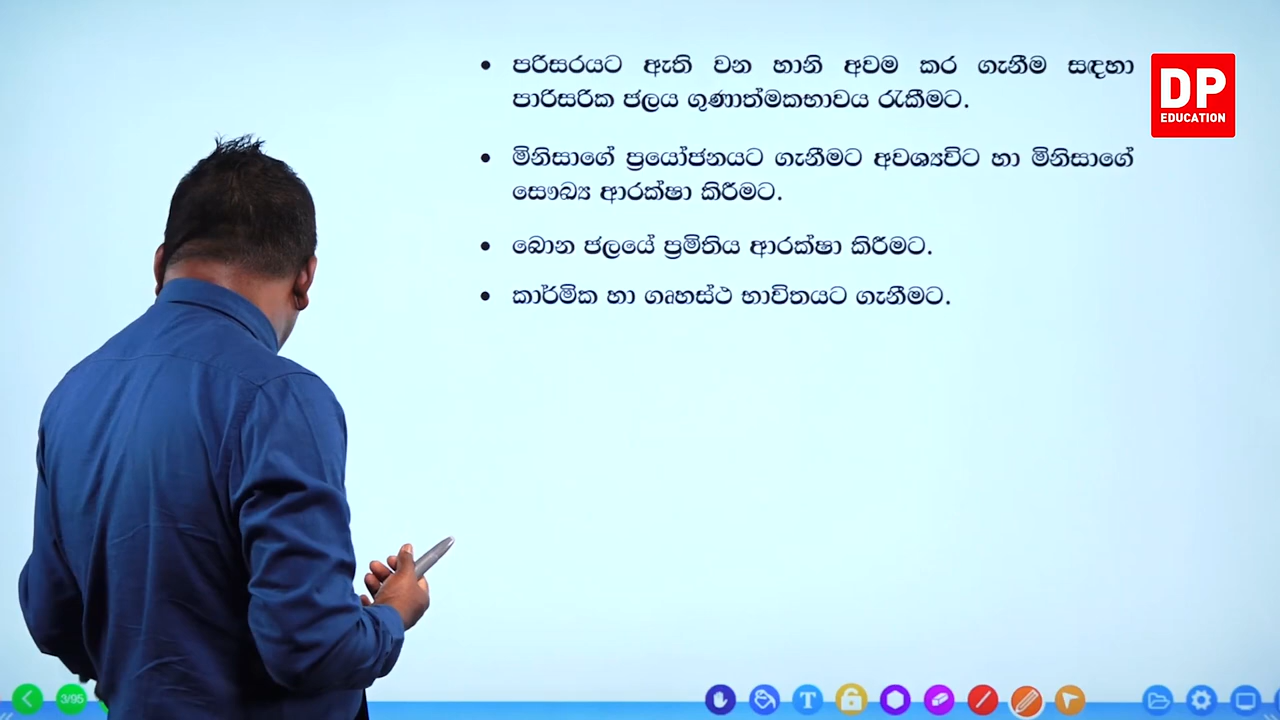 පරිසරයට ඇති වන හානි අවම කර ගැනීම සඳහා
පාරිසරික ජලය ගුණාත්මකභාවය රැකීමට.
මිනිසාගේ ප්‍රයෝජනයට ගැනීමට අවශ්‍යවිට හා මිනිසාගේ
සෞඛ්‍ය ආරක්ෂා කිරීමට.
බොන ජලයේ ප්‍රමිතිය ආරක්ෂා කිරීමට.
කාර්මික හා ගෘහස්ථ භාවිතයට ගැනීමට.
DP
EDUCATION
3/95
T